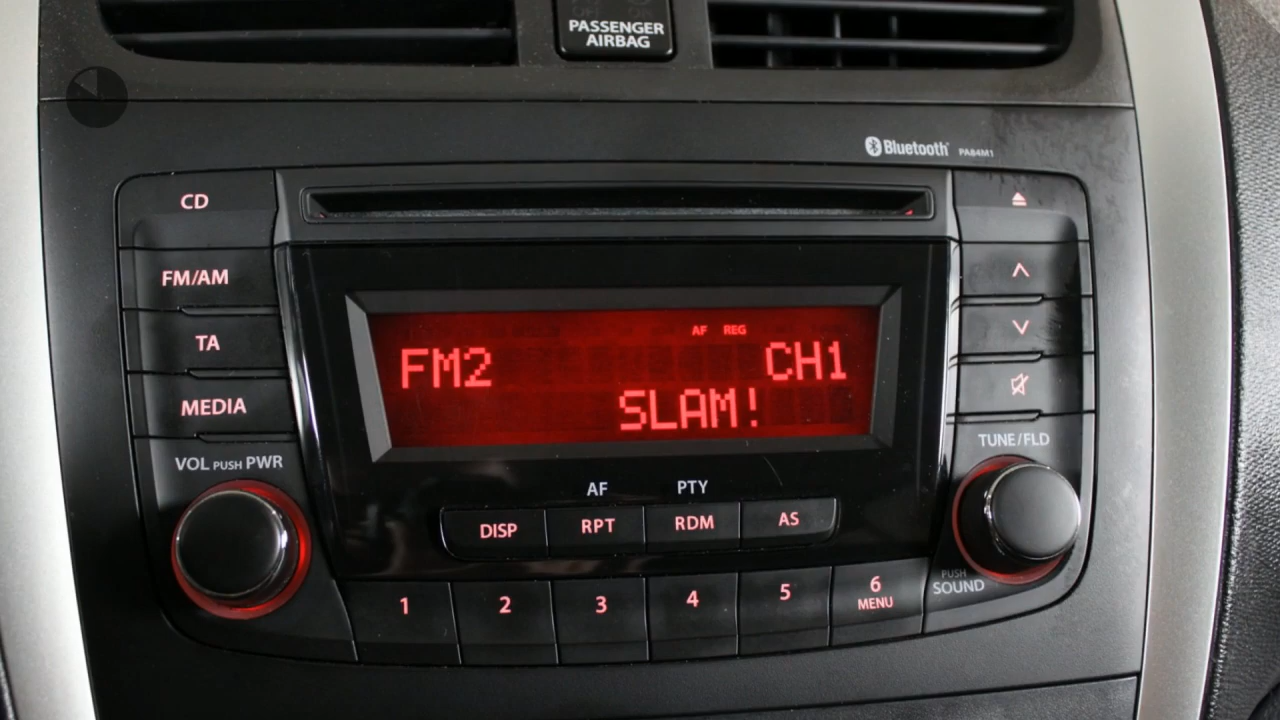 PASSENGER
AIRBAG
Bluetooth PA84M1
CD
FM/AM
TA
MEDIA
VOL PUSH PWR
AF REG
FM2 CH1
SLAM!
TUNE/FLD
AF PTY
DISP RPT RDM AS
PUSH
SOUND
1 2 3 4 5 6
MENU